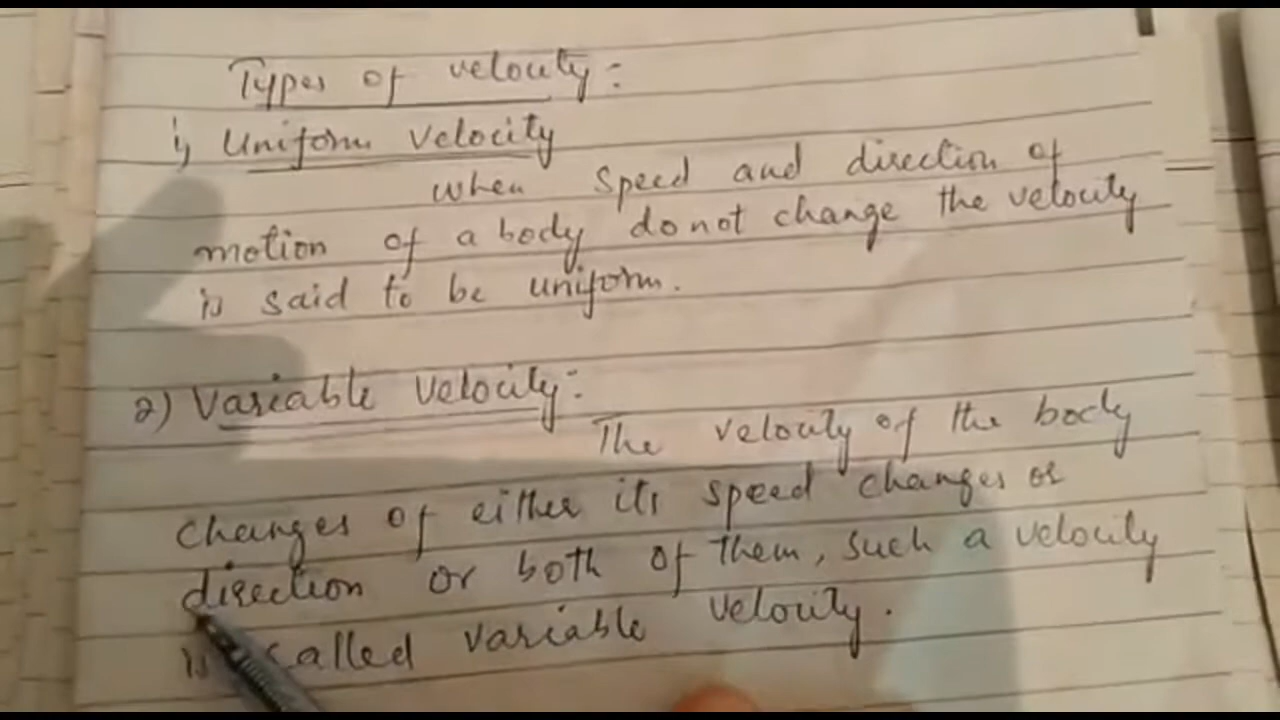 Types of velocity:
i, Uniform Velocity
when speed and direction of
motion of a body do not change the velocity
is said to be uniform.
2) Variable Velocity:
The velocity of the body
changes of either its speed changes or
direction or both of them, such a velocity
is called variable velocity.